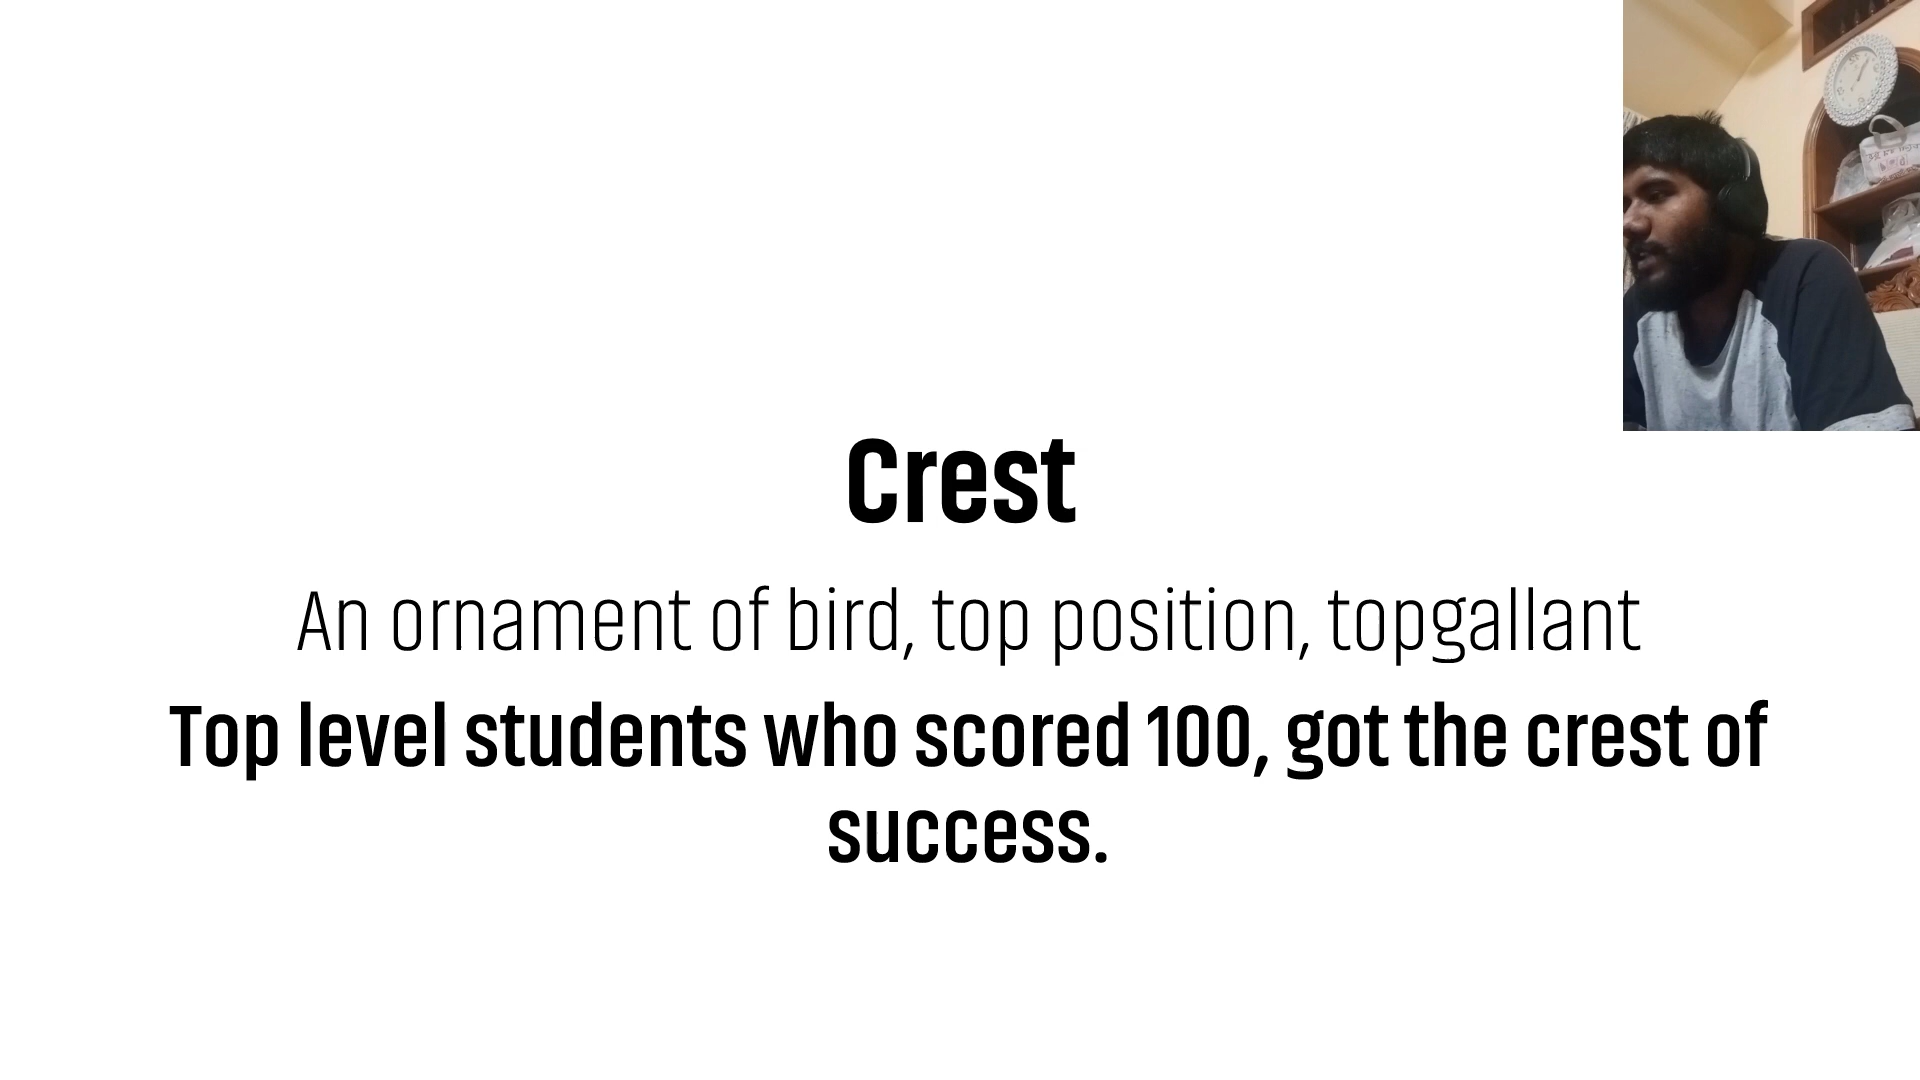 Crest
An ornament of bird, top position, topgallant
Top level students who scored 100, got the crest of
success.